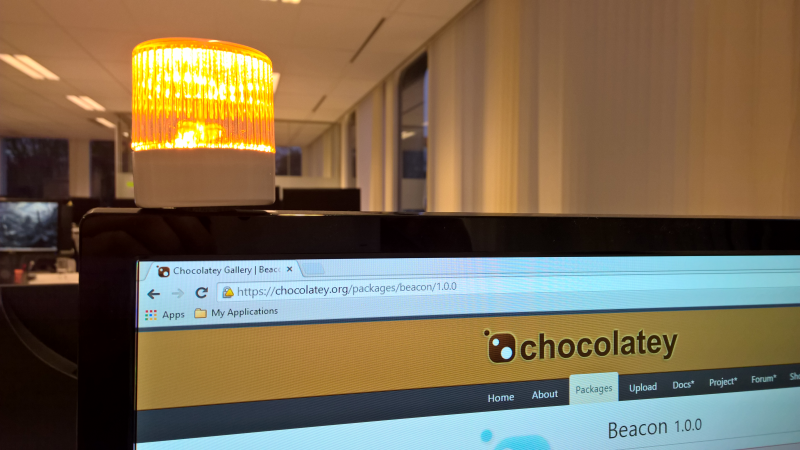 Chocolatey Gallery | Beac
https://chocolatey.org/packages/beacon/1.0.0
Apps My Applications
chocolatey
Home About Packages Upload Docs* Project* Forum* Sho
Beacon 1.0.0